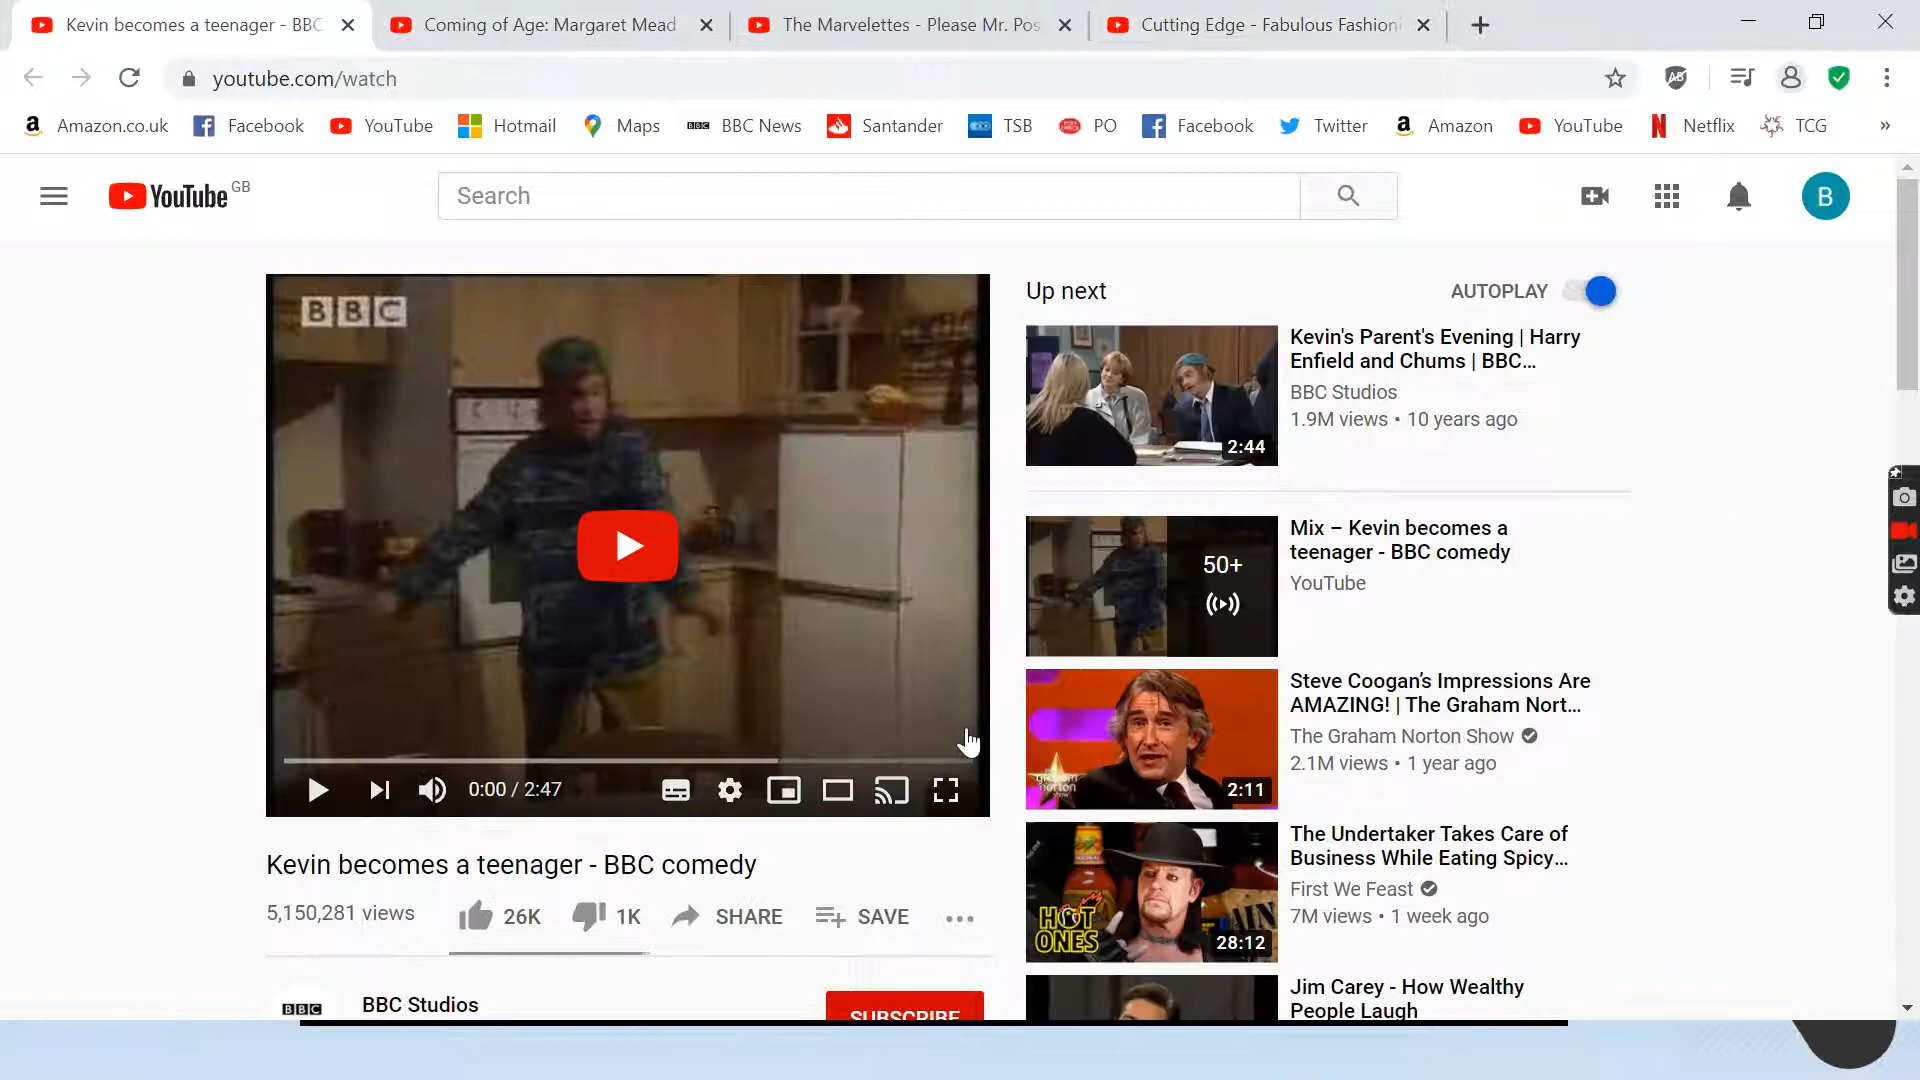 Kevin becomes a teenager - BBC
Coming of Age: Margaret Mead
The Marvelettes - Please Mr. Pos
Cutting Edge - Fabulous Fashioni
youtube.com/watch
Amazon.co.uk
Facebook
YouTube
Hotmail
Maps
BBC News
Santander
TSB
PO
Facebook
Twitter
Amazon
YouTube
Netflix
TCG
YouTube GB
Search
B
BBC
0:00 / 2:47
Kevin becomes a teenager - BBC comedy
5,150,281 views
26K
1K
SHARE
SAVE
BBC
BBC Studios
SUBSCRIBE
Up next
AUTOPLAY
2:44
Kevin's Parent's Evening | Harry
Enfield and Chums | BBC...
BBC Studios
1.9M views • 10 years ago
50+
Mix – Kevin becomes a
teenager - BBC comedy
YouTube
the graham norton show
2:11
Steve Coogan’s Impressions Are
AMAZING! | The Graham Nort...
The Graham Norton Show
2.1M views • 1 year ago
HOT
ONES
28:12
The Undertaker Takes Care of
Business While Eating Spicy...
First We Feast
7M views • 1 week ago
Jim Carey - How Wealthy
People Laugh